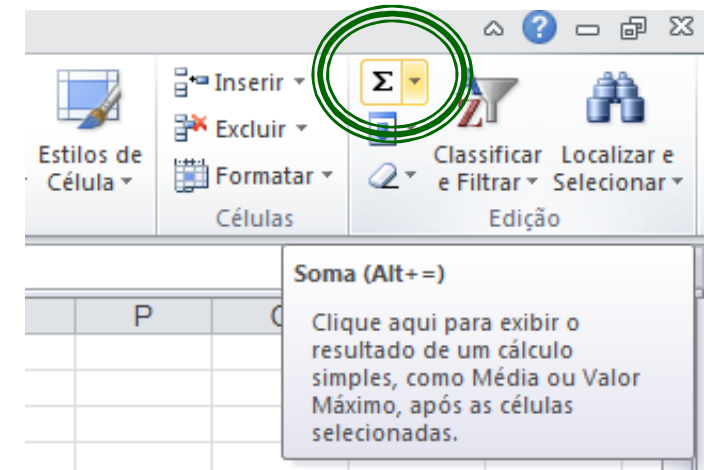 ?
Σ
Inserir
Excluir
Formatar
Estilos de
Célula
Classificar
e Filtrar
Localizar e
Selecionar
Células
Edição
Soma (Alt+=)
Clique aqui para exibir o
resultado de um cálculo
simples, como Média ou Valor
Máximo, após as células
selecionadas.
P